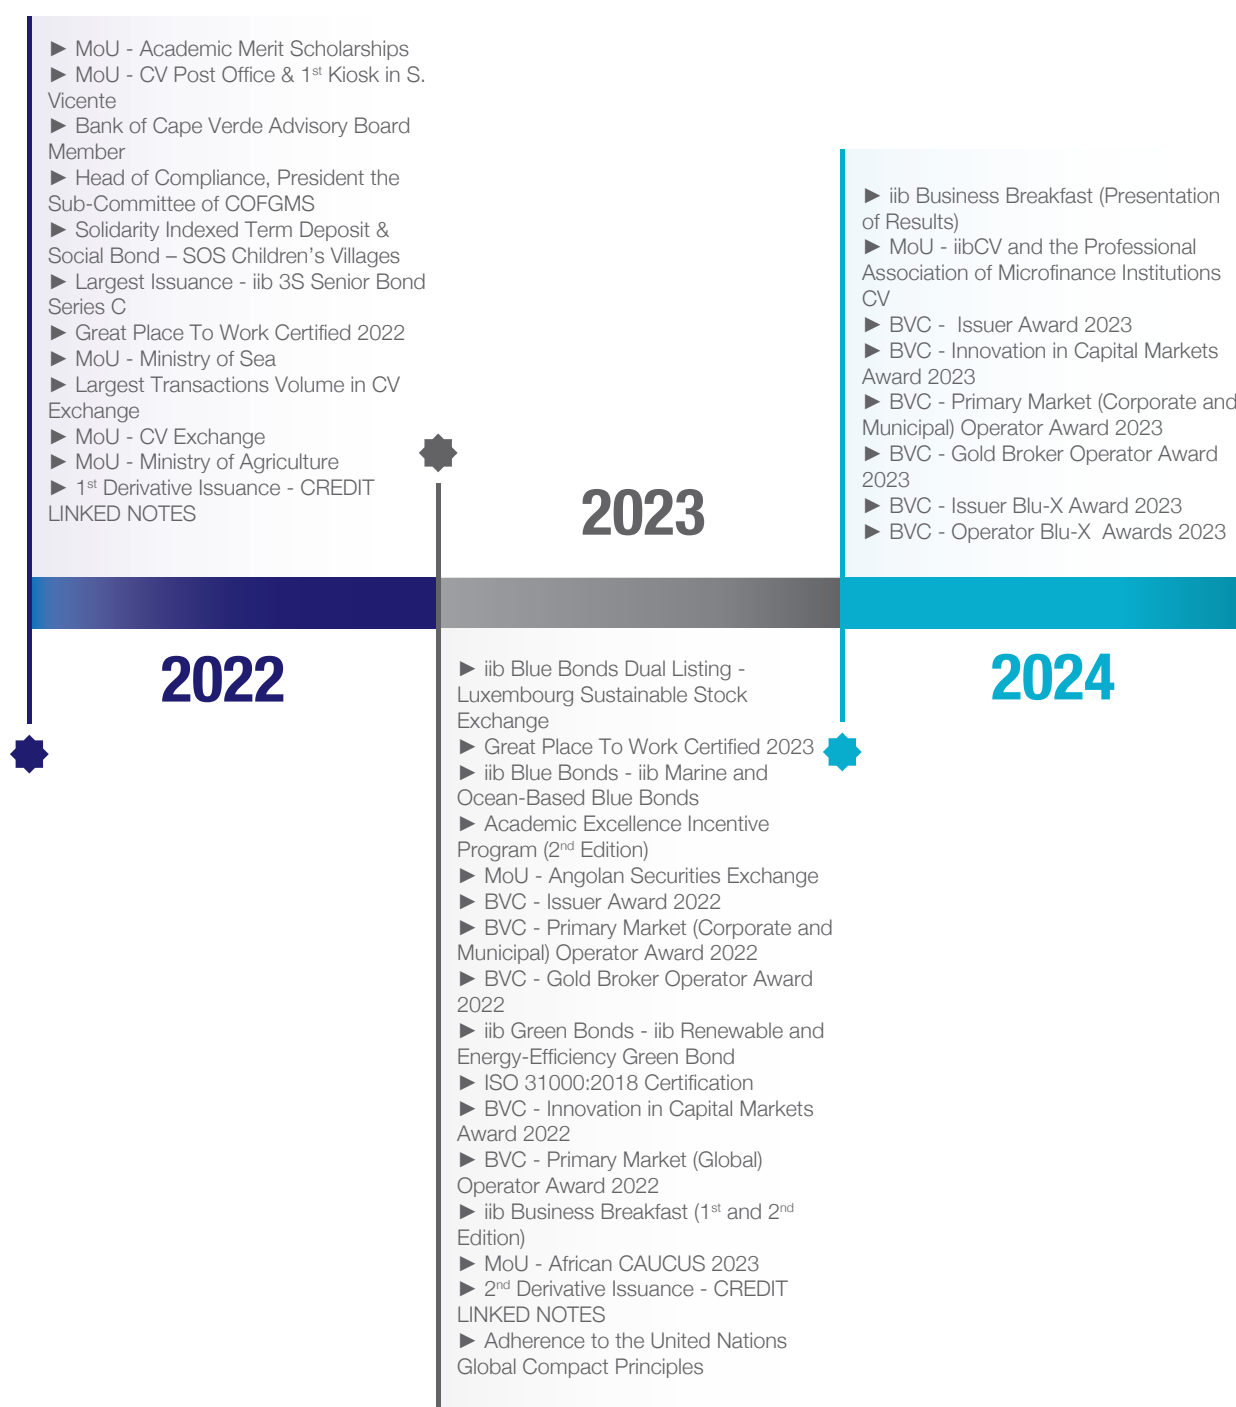 ► MoU - Academic Merit Scholarships
► MoU - CV Post Office & 1st Kiosk in S.
Vicente
► Bank of Cape Verde Advisory Board
Member
► Head of Compliance, President the
Sub-Committee of COFGMS
► Solidarity Indexed Term Deposit &
Social Bond – SOS Children’s Villages
► Largest Issuance - iib 3S Senior Bond
Series C
► Great Place To Work Certified 2022
► MoU - Ministry of Sea
► Largest Transactions Volume in CV
Exchange
► MoU - CV Exchange
► MoU - Ministry of Agriculture
► 1st Derivative Issuance - CREDIT
LINKED NOTES
2022
2023
► iib Blue Bonds Dual Listing -
Luxembourg Sustainable Stock
Exchange
► Great Place To Work Certified 2023
► iib Blue Bonds - iib Marine and
Ocean-Based Blue Bonds
► Academic Excellence Incentive
Program (2nd Edition)
► MoU - Angolan Securities Exchange
► BVC - Issuer Award 2022
► BVC - Primary Market (Corporate and
Municipal) Operator Award 2022
► BVC - Gold Broker Operator Award
2022
► iib Green Bonds - iib Renewable and
Energy-Efficiency Green Bond
► ISO 31000:2018 Certification
► BVC - Innovation in Capital Markets
Award 2022
► BVC - Primary Market (Global)
Operator Award 2022
► iib Business Breakfast (1st and 2nd
Edition)
► MoU - African CAUCUS 2023
► 2nd Derivative Issuance - CREDIT
LINKED NOTES
► Adherence to the United Nations
Global Compact Principles
► iib Business Breakfast (Presentation
of Results)
► MoU - iibCV and the Professional
Association of Microfinance Institutions
CV
► BVC -  Issuer Award 2023
► BVC - Innovation in Capital Markets
Award 2023
► BVC - Primary Market (Corporate and
Municipal) Operator Award 2023
► BVC - Gold Broker Operator Award
2023
► BVC - Issuer Blu-X Award 2023
► BVC - Operator Blu-X  Awards 2023
2024